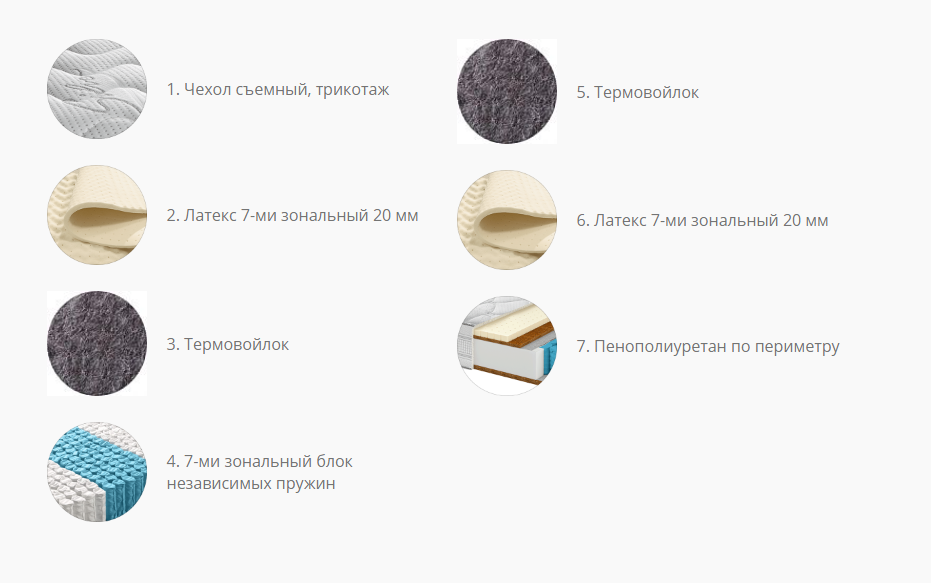 1. Чехол съемный, трикотаж
2. Латекс 7-ми зональный 20 мм
3. Термовойлок
4. 7-ми зональный блок
независимых пружин
5. Термовойлок
6. Латекс 7-ми зональный 20 мм
7. Пенополиуретан по периметру